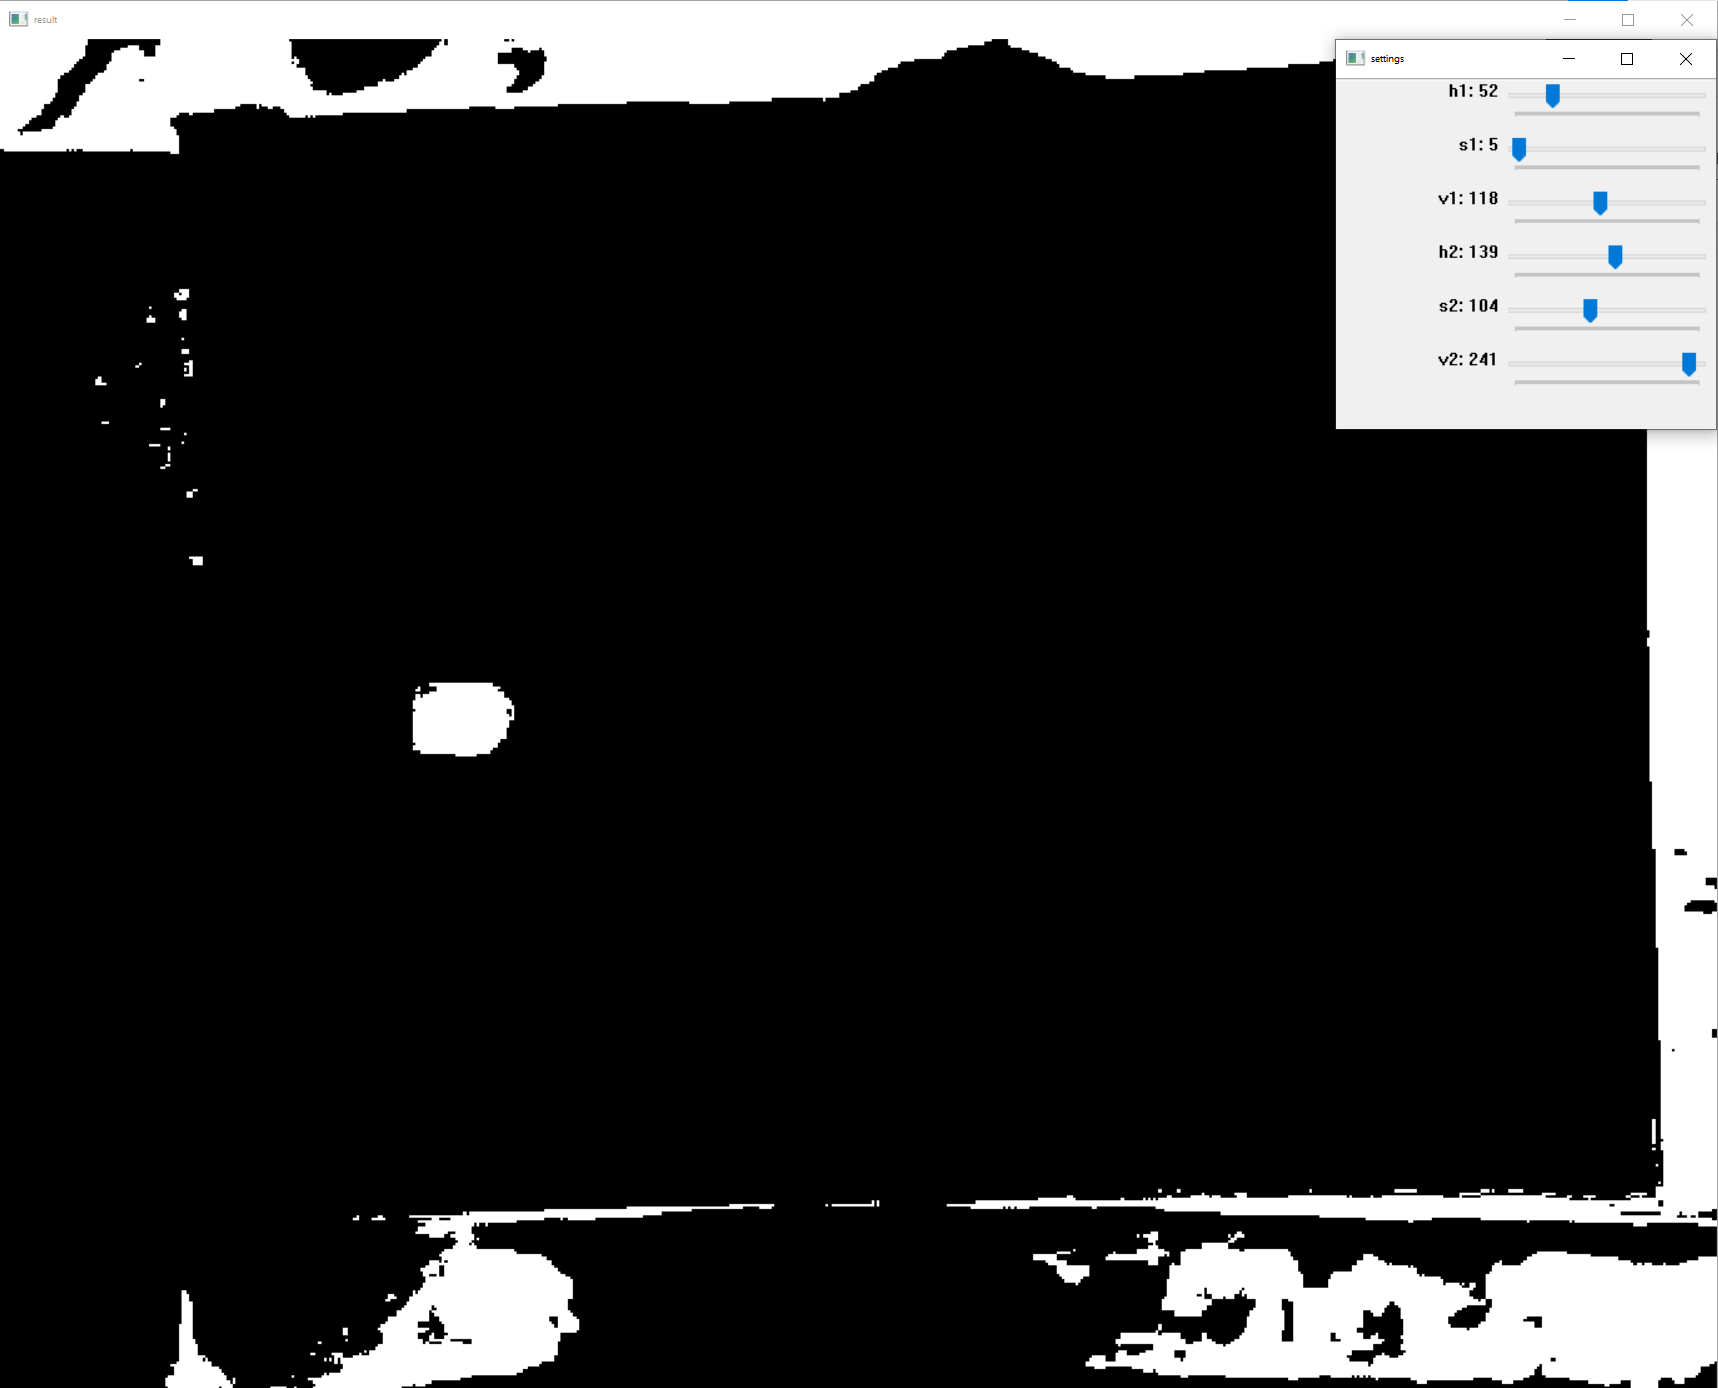 result
settings
h1: 52
s1: 5
v1: 118
h2: 139
s2: 104
v2: 241